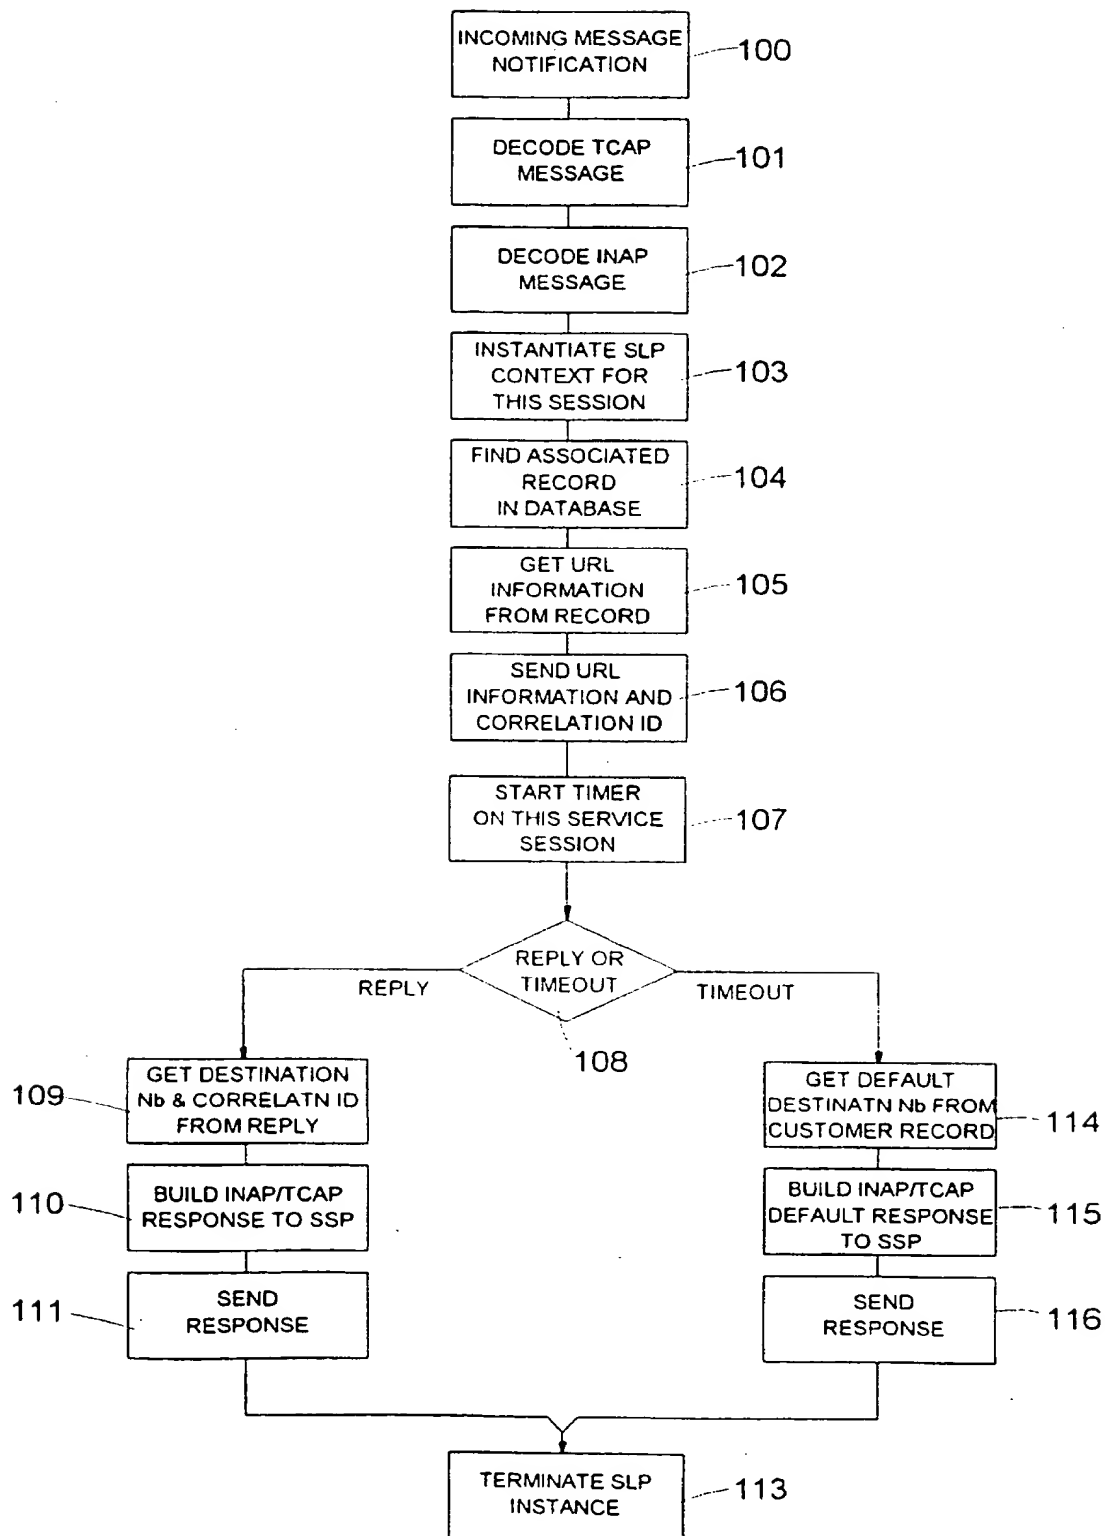 INCOMING MESSAGE
NOTIFICATION
100
DECODE TCAP
MESSAGE
101
DECODE INAP
MESSAGE
102
INSTANTIATE SLP
CONTEXT FOR
THIS SESSION
103
FIND ASSOCIATED
RECORD
IN DATABASE
104
GET URL
INFORMATION
FROM RECORD
105
SEND URL
INFORMATION AND
CORRELATION ID
106
START TIMER
ON THIS SERVICE
SESSION
107
REPLY OR
TIMEOUT
REPLY
TIMEOUT
108
GET DESTINATION
Nb & CORRELATN ID
FROM REPLY
109
BUILD INAP/TCAP
RESPONSE TO SSP
110
SEND
RESPONSE
111
GET DEFAULT
DESTINATN Nb FROM
CUSTOMER RECORD
114
BUILD INAP/TCAP
DEFAULT RESPONSE
TO SSP
115
SEND
RESPONSE
116
TERMINATE SLP
INSTANCE
113